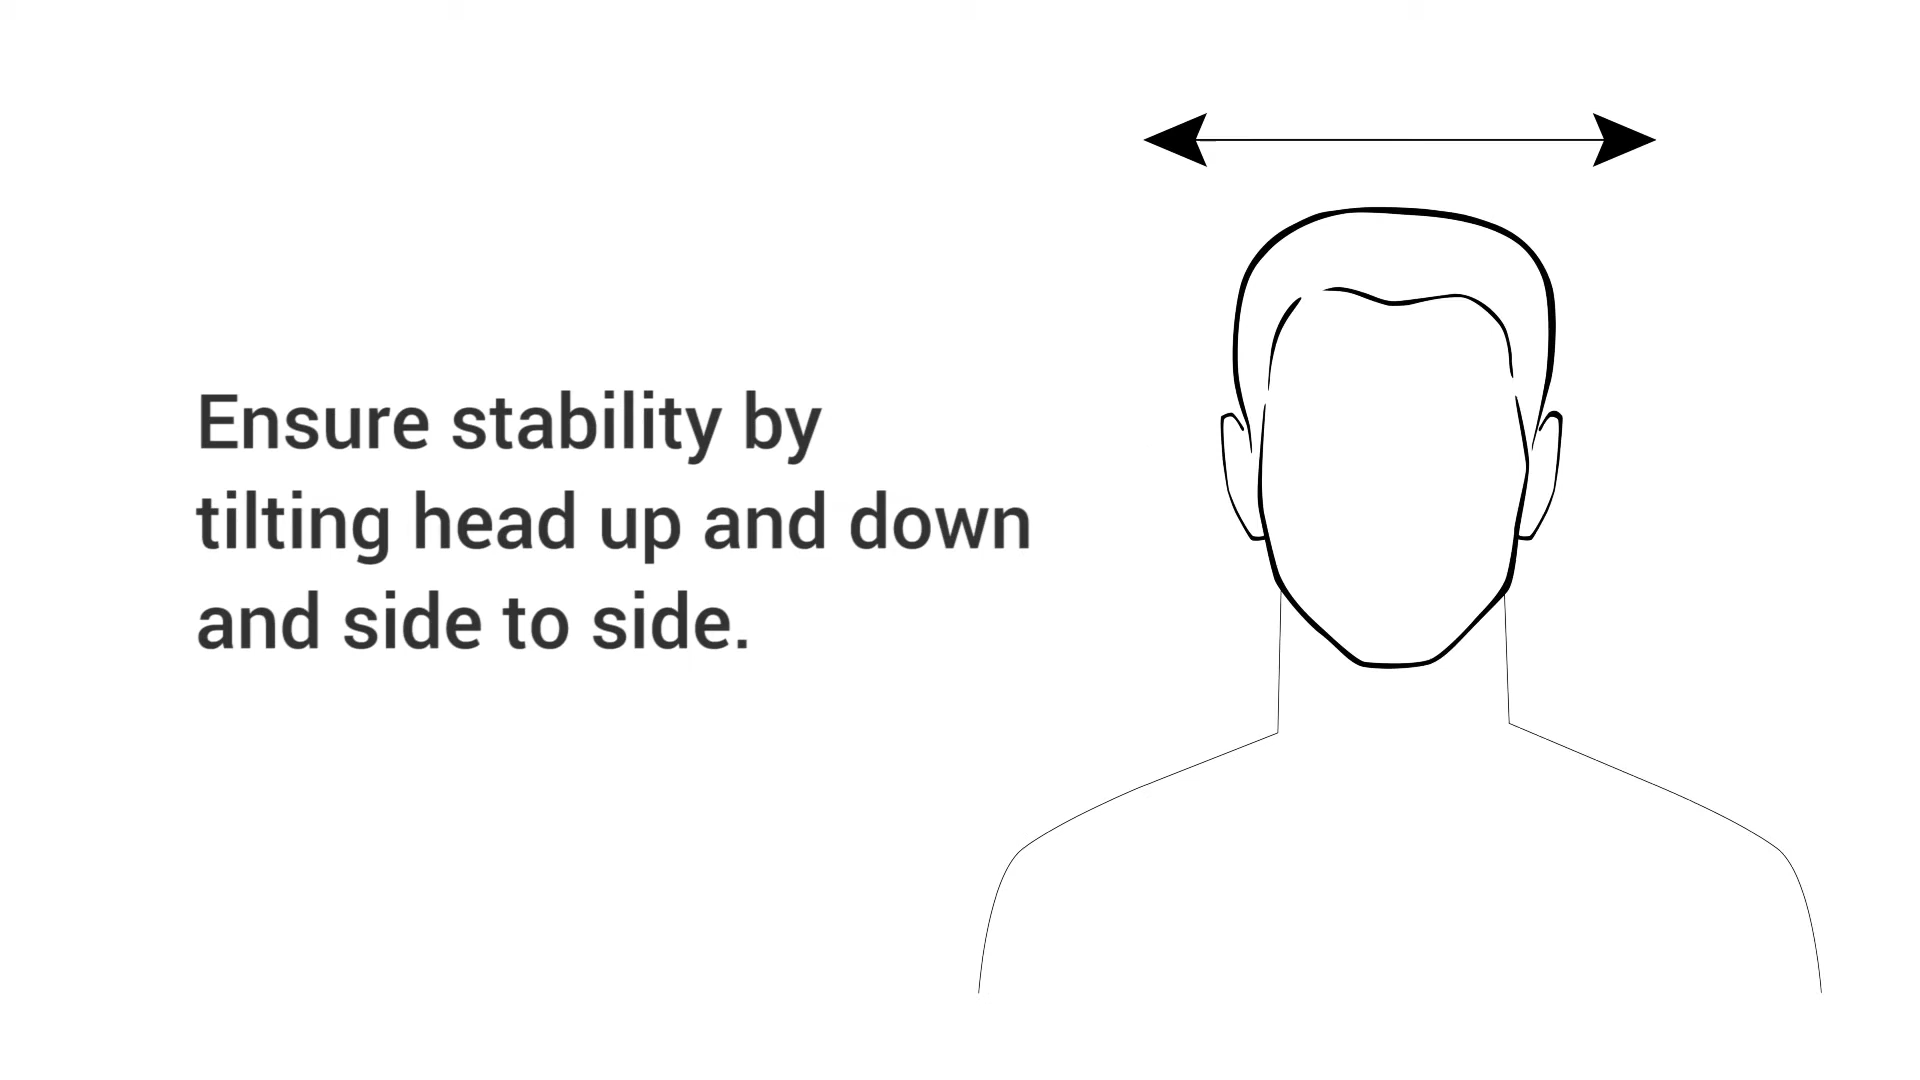 Ensure stability by
tilting head up and down
and side to side.